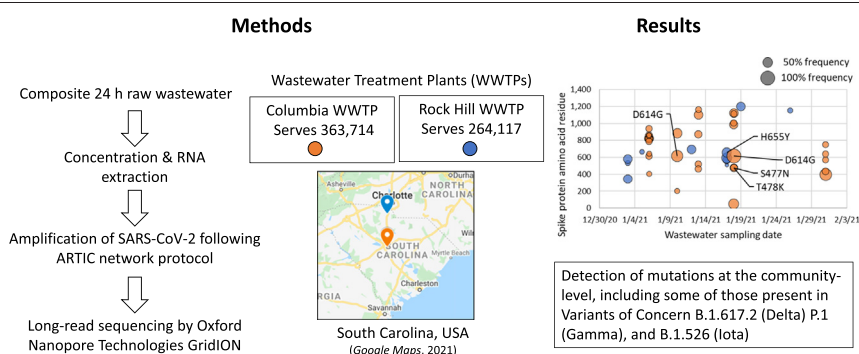 Methods
Composite 24 h raw wastewater
Concentration & RNA
extraction
Amplification of SARS-CoV-2 following
ARTIC network protocol
Long-read sequencing by Oxford
Nanopore Technologies GridION
Wastewater Treatment Plants (WWTPs)
Columbia WWTP
Serves 363,714
Rock Hill WWTP
Serves 264,117
Asheville
Durha
NORTH
CAROLINA
Charlotte
Wil
SOUTH
CAROLINA
Myrtle Beach
Charleston
RGIA
Savannah
South Carolina, USA
(Google Maps, 2021)
Results
50% frequency
100% frequency
Spike protein amino acid residue
1,400
1,200
1,000
800
600
400
200
0
D614G
H655Y
D614G
S477N
T478K
12/30/20
1/4/21
1/9/21
1/14/21
1/19/21
1/24/21
1/29/21
2/3/21
Wastewater sampling date
Detection of mutations at the community-
level, including some of those present in
Variants of Concern B.1.617.2 (Delta) P.1
(Gamma), and B.1.526 (Iota)